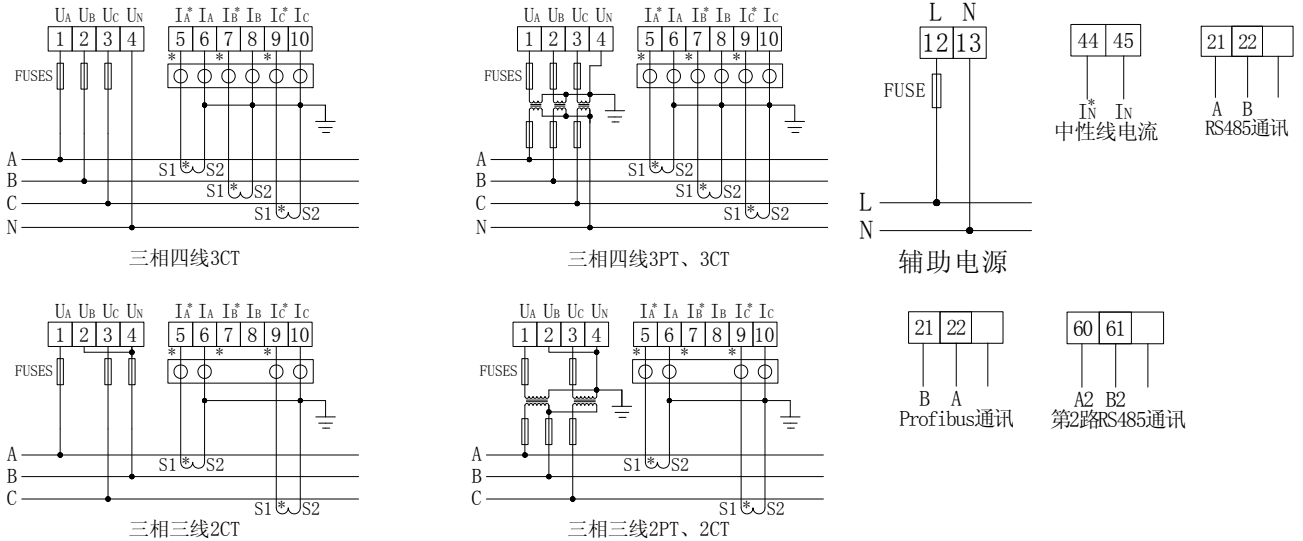 UA UB UC UN IA* IA IB* IB IC* IC
1 2 3 4 5 6 7 8 9 10
* * *
FUSES
A
B
C
N
S1 * S2
S1 * S2
S1 * S2
三相四线3CT
UA UB UC UN IA* IA IB* IB IC* IC
1 2 3 4 5 6 7 8 9 10
* * *
FUSES
A
B
C
N
S1 * S2
S1 * S2
S1 * S2
三相四线3PT、3CT
L N
12 13
FUSE
L
N
辅助电源
44 45
IN* IN
中性线电流
21 22
A B
RS485通讯
UA UB UC UN IA* IA IB* IB IC* IC
1 2 3 4 5 6 7 8 9 10
* * *
FUSES
A
B
C
S1 * S2
S1 * S2
三相三线2CT
UA UB UC UN IA* IA IB* IB IC* IC
1 2 3 4 5 6 7 8 9 10
* * *
FUSES
A
B
C
S1 * S2
S1 * S2
三相三线2PT、2CT
21 22
B A
Profibus通讯
60 61
A2 B2
第2路RS485通讯